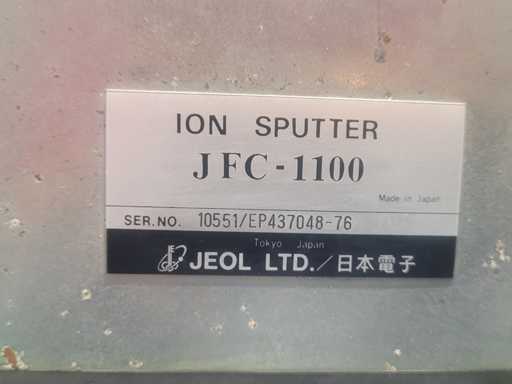 ION SPUTTER
JFC-1100
Made in Japan
SER.NO. 10551/EP437048-76
Tokyo Japan
JEOL LTD./日本電子